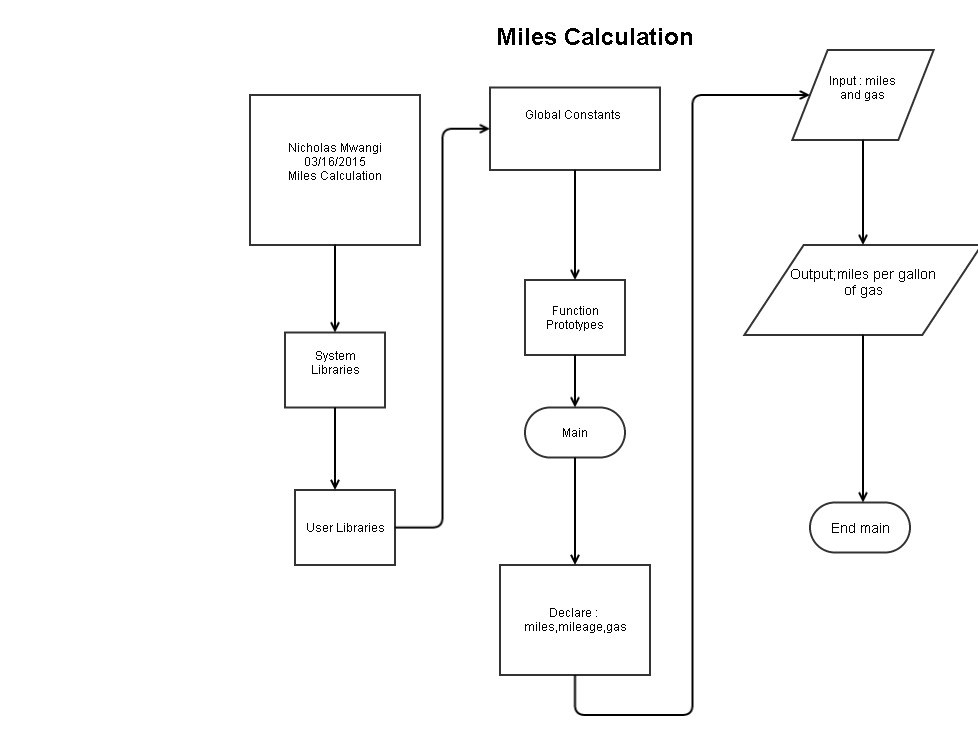 Miles Calculation
Nicholas Mwangi
03/16/2015
Miles Calculation
System
Libraries
User Libraries
Global Constants
Function
Prototypes
Main
Declare :
miles,mileage,gas
Input : miles
and gas
Output;miles per gallon
of gas
End main